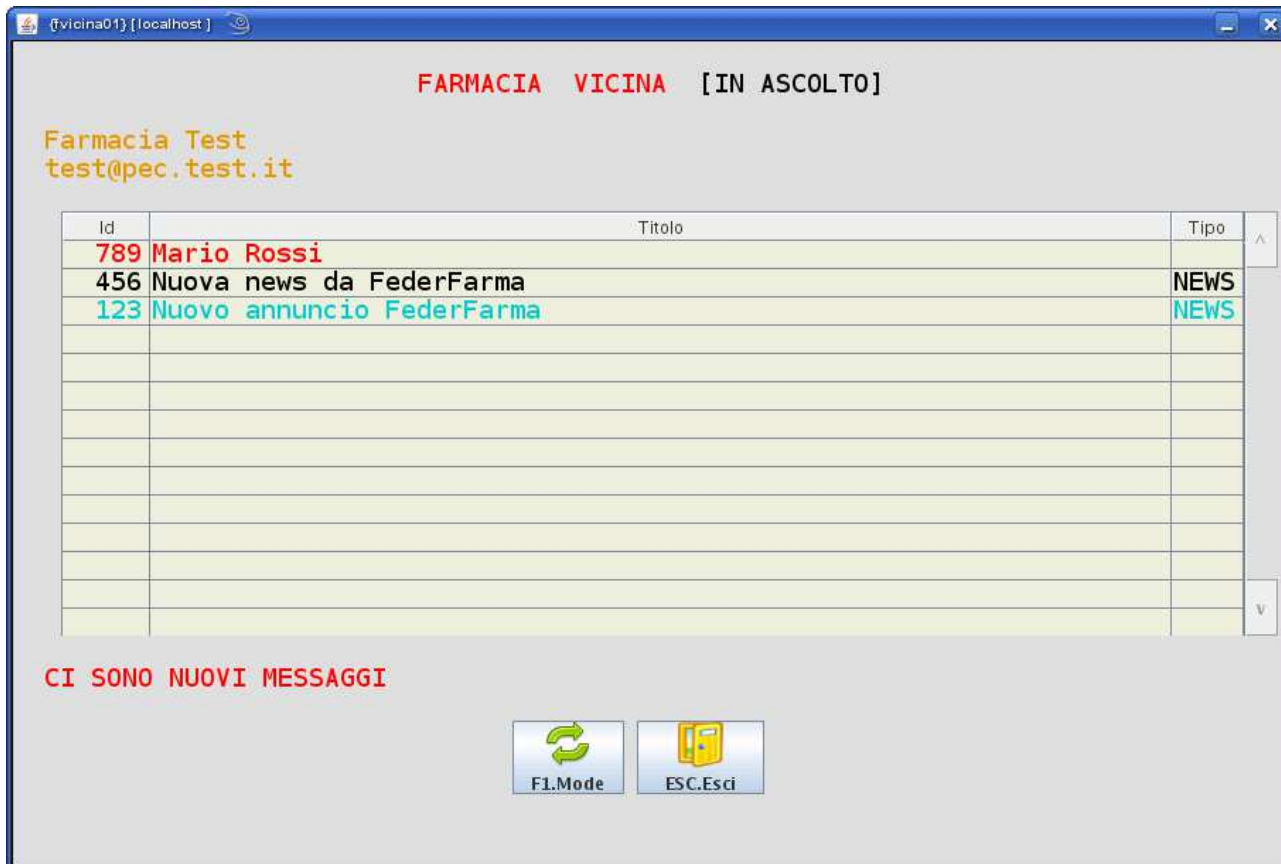 {fvicina01} [localhost ]
FARMACIA VICINA [IN ASCOLTO]
Farmacia Test
test@pec.test.it
Id Titolo Tipo
789 Mario Rossi
456 Nuova news da FederFarma NEWS
123 Nuovo annuncio FederFarma NEWS
CI SONO NUOVI MESSAGGI
F1.Mode ESC.Esci